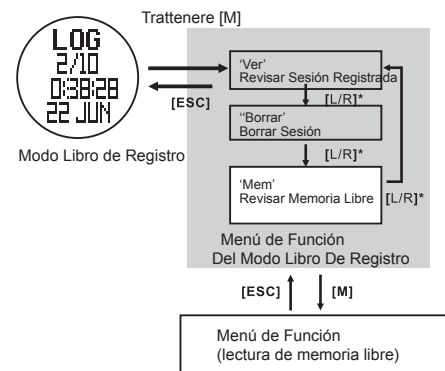 Trattenere [M]
LOG
2/10
0:38:28
22 JUN
[ESC]
Modo Libro de Registro
'Ver'
Revisar Sesión Registrada
[L/R]*
''Borrar'
Borrar Sesión
[L/R]*
'Mem'
Revisar Memoria Libre
[L/R]*
Menú de Función
Del Modo Libro De Registro
[ESC] [M]
Menú de Función
(lectura de memoria libre)